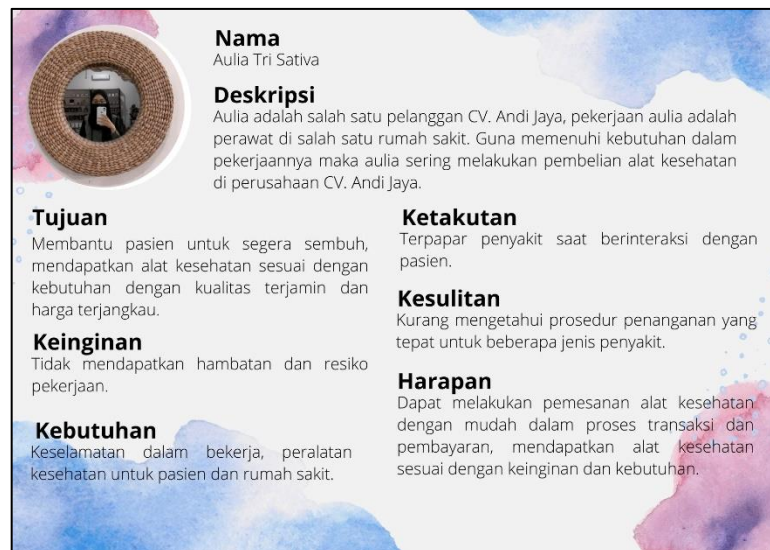 Nama
Aulia Tri Sativa
Deskripsi
Aulia adalah salah satu pelanggan CV. Andi Jaya, pekerjaan aulia adalah
perawat di salah satu rumah sakit. Guna memenuhi kebutuhan dalam
pekerjaannya maka aulia sering melakukan pembelian alat kesehatan
di perusahaan CV. Andi Jaya.
Tujuan
Membantu pasien untuk segera sembuh,
mendapatkan alat kesehatan sesuai dengan
kebutuhan dengan kualitas terjamin dan
harga terjangkau.
Keinginan
Tidak mendapatkan hambatan dan resiko
pekerjaan.
Kebutuhan
Keselamatan dalam bekerja, peralatan
kesehatan untuk pasien dan rumah sakit.
Ketakutan
Terpapar penyakit saat berinteraksi dengan
pasien.
Kesulitan
Kurang mengetahui prosedur penanganan yang
tepat untuk beberapa jenis penyakit.
Harapan
Dapat melakukan pemesanan alat kesehatan
dengan mudah dalam proses transaksi dan
pembayaran, mendapatkan alat kesehatan
sesuai dengan keinginan dan kebutuhan.